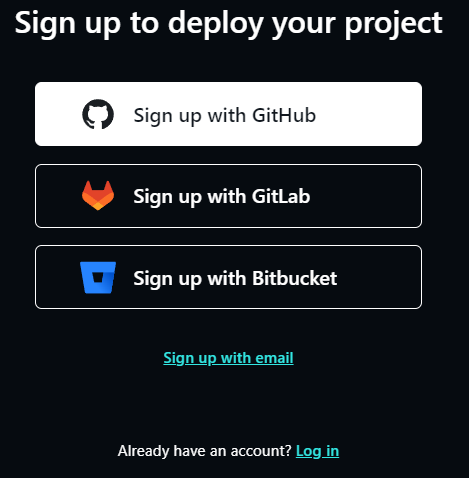 Sign up to deploy your project
Sign up with GitHub
Sign up with GitLab
Sign up with Bitbucket
Sign up with email
Already have an account? Log in